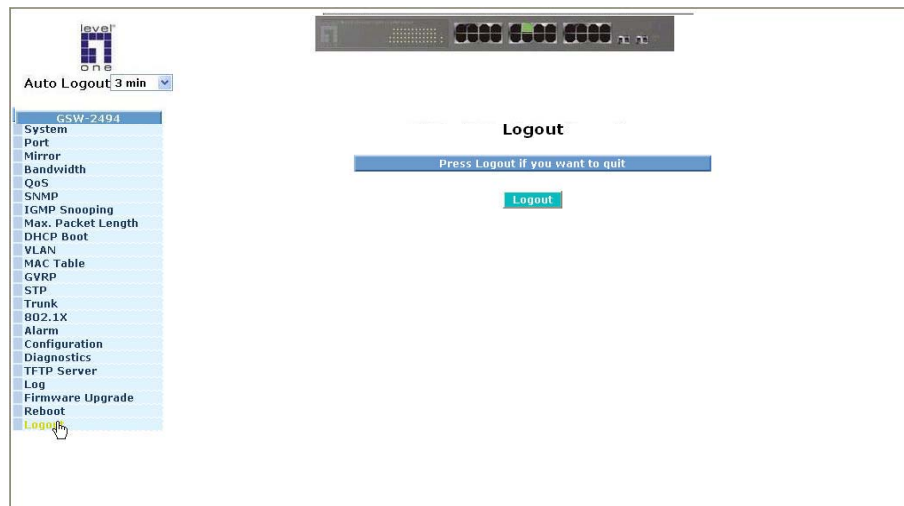 level
one
Auto Logout 3 min
GSW-2494
System
Port
Mirror
Bandwidth
QoS
SNMP
IGMP Snooping
Max. Packet Length
DHCP Boot
VLAN
MAC Table
GVRP
STP
Trunk
802.1X
Alarm
Configuration
Diagnostics
TFTP Server
Log
Firmware Upgrade
Reboot
Logout
Logout
Press Logout if you want to quit
Logout